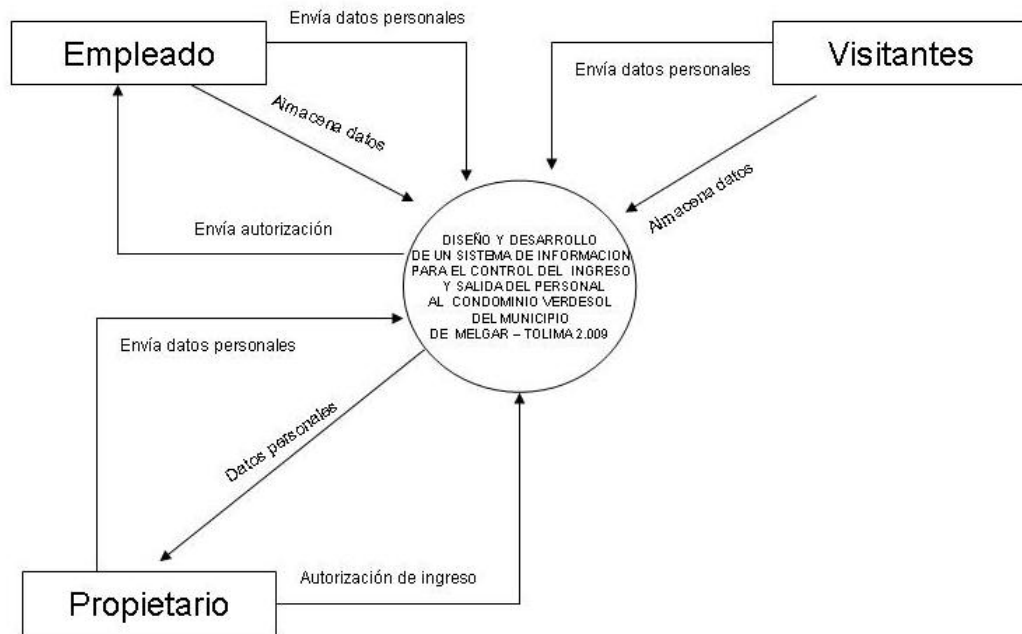 Envía datos personales
Empleado
Visitantes
Envía datos personales
Almacena datos
Almacena datos
Envía autorización
DISEÑO Y DESARROLLO
DE UN SISTEMA DE INFORMACION
PARA EL CONTROL DEL INGRESO
Y SALIDA DEL PERSONAL
AL CONDOMINIO VERDESOL
DEL MUNICIPIO
DE MELGAR – TOLIMA 2.009
Envía datos personales
Datos personales
Autorización de ingreso
Propietario